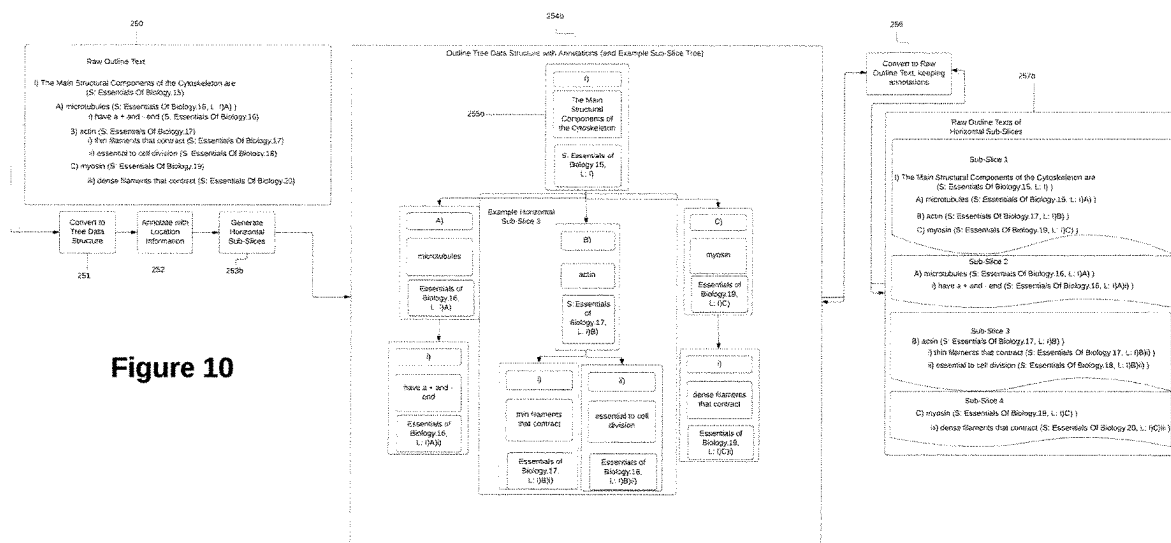 250
Raw Outline Text
I) The Main Structural Components of the Cytoskeleton are
(S: Essentials Of Biology.15)
A) microtubules (S: Essentials Of Biology.16, L: I)A) )
i) have a + and - end (S: Essentials Of Biology.16)
B) actin (S: Essentials Of Biology.17)
i) thin filaments that contract (S: Essentials Of Biology.17)
ii) essential to cell division (S: Essentials Of Biology.18)
C) myosin (S: Essentials Of Biology.19)
iii) dense filaments that contract (S: Essentials Of Biology.20)
Convert to
Tree Data
Structure
251
Annotate with
Location
Information
252
Generate
Horizontal
Sub-Slices
253b
Figure 10
254b
Outline Tree Data Structure with Annotations (and Example Sub-Slice Tree)
255b
I)
The Main
Structural
Components of
the Cytoskeleton
S: Essentials of
Biology.15,
L: I)
A)
microtubules
Essentials of
Biology.16,
L: I)A)
i)
have a + and -
end
Essentials of
Biology.16,
L: I)A)i)
Example Horizontal
Sub-Slice 3
B)
actin
S: Essentials
of
Biology.17,
L: I)B)
i)
thin filaments
that contract
Essentials of
Biology.17,
L: I)B)i)
ii)
essential to cell
division
Essentials of
Biology.18,
L: I)B)ii)
C)
myosin
Essentials of
Biology.19,
L: I)C)
i)
dense filaments
that contract
Essentials of
Biology.19,
L: I)C)i)
256
Convert to Raw
Outline Text, keeping
annotations
257b
Raw Outline Texts of
Horizontal Sub-Slices
Sub-Slice 1
I) The Main Structural Components of the Cytoskeleton are
(S: Essentials Of Biology.15, L: I) )
A) microtubules (S: Essentials Of Biology.16, L: I)A) )
B) actin (S: Essentials Of Biology.17, L: I)B) )
C) myosin (S: Essentials Of Biology.19, L: I)C) )
Sub-Slice 2
A) microtubules (S: Essentials Of Biology.16, L: I)A) )
i) have a + and - end (S: Essentials Of Biology.16, L: I)A)i) )
Sub-Slice 3
B) actin (S: Essentials Of Biology.17, L: I)B) )
i) thin filaments that contract (S: Essentials Of Biology.17, L: I)B)i) )
ii) essential to cell division (S: Essentials Of Biology.18, L: I)B)ii) )
Sub-Slice 4
C) myosin (S: Essentials Of Biology.19, L: I)C) )
iii) dense filaments that contract (S: Essentials Of Biology.20, L: I)C)iii )